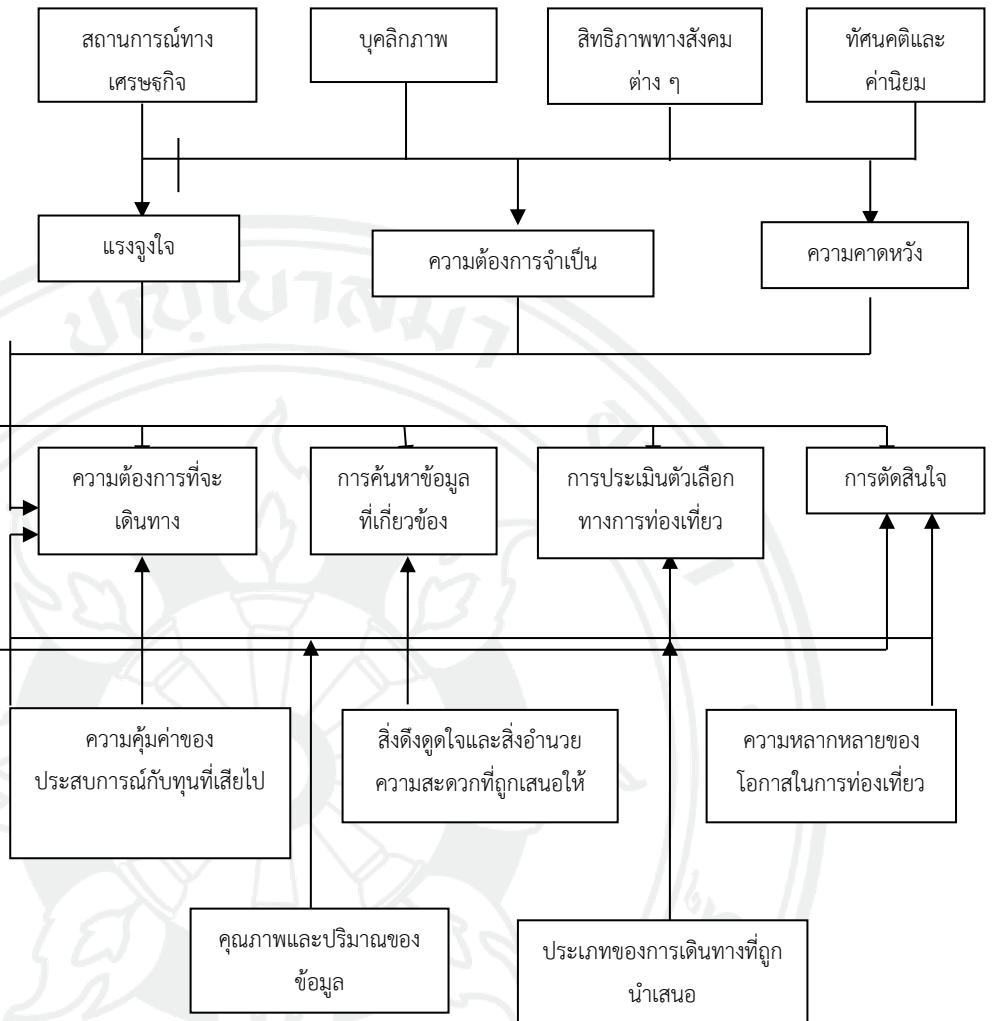 สถานการณ์ทาง
เศรษฐกิจ
บุคลิกภาพ
สิทธิภาพทางสังคม
ต่าง ๆ
ทัศนคติและ
ค่านิยม
แรงจูงใจ
ความต้องการจำเป็น
ความคาดหวัง
ความต้องการที่จะ
เดินทาง
การค้นหาข้อมูล
ที่เกี่ยวข้อง
การประเมินตัวเลือก
ทางการท่องเที่ยว
การตัดสินใจ
ความคุ้มค่าของ
ประสบการณ์กับทุนที่เสียไป
สิ่งดึงดูดใจและสิ่งอำนวย
ความสะดวกที่ถูกเสนอให้
ความหลากหลายของ
โอกาสในการท่องเที่ยว
คุณภาพและปริมาณของ
ข้อมูล
ประเภทของการเดินทางที่ถูก
นำเสนอ